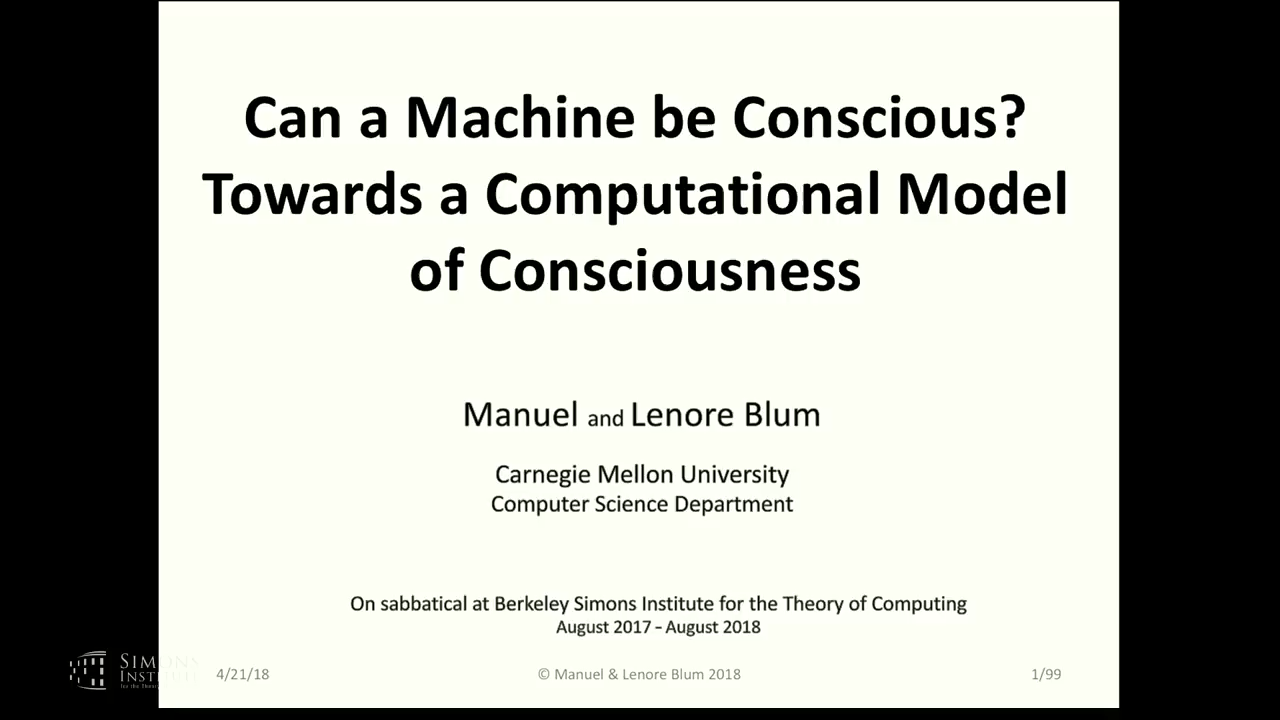 Can a Machine be Conscious?
Towards a Computational Model
of Consciousness
Manuel and Lenore Blum
Carnegie Mellon University
Computer Science Department
On sabbatical at Berkeley Simons Institute for the Theory of Computing
August 2017 – August 2018
SIMONS
INSTITUTE
4/21/18
© Manuel & Lenore Blum 2018
1/99